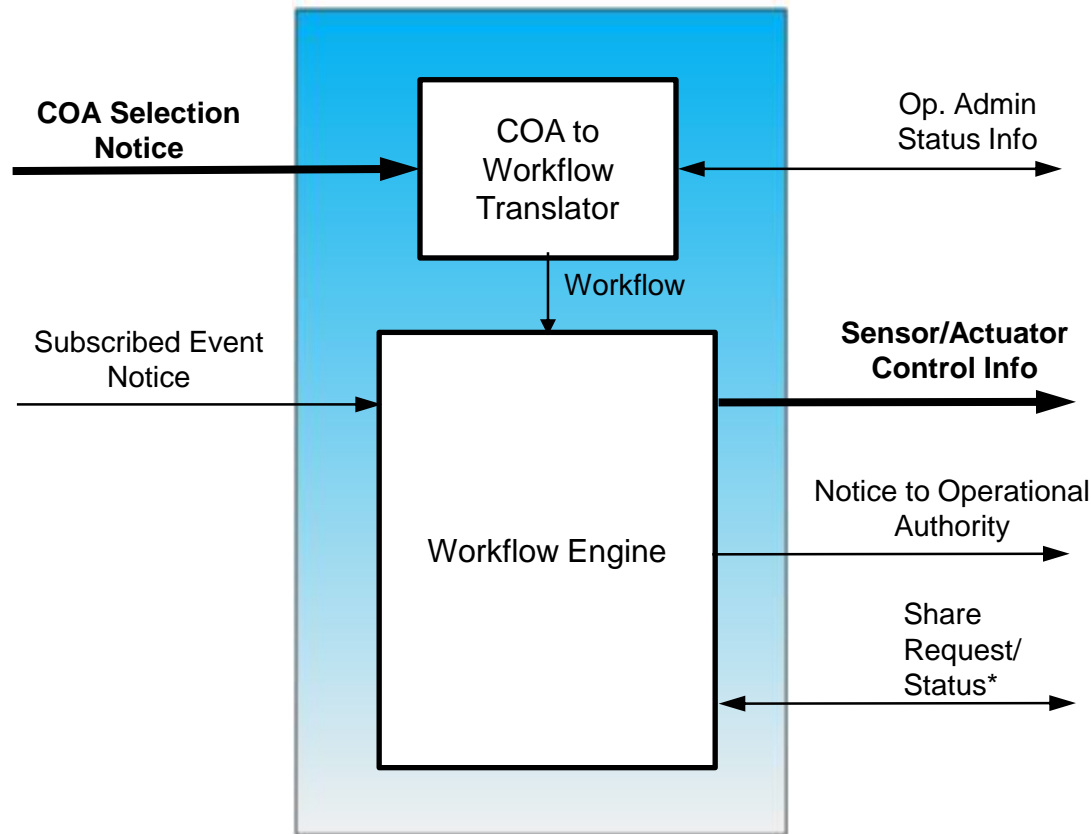 COA Selection
Notice
COA to
Workflow
Translator
Op. Admin
Status Info
Workflow
Subscribed Event
Notice
Sensor/Actuator
Control Info
Workflow Engine
Notice to Operational
Authority
Share
Request/
Status*